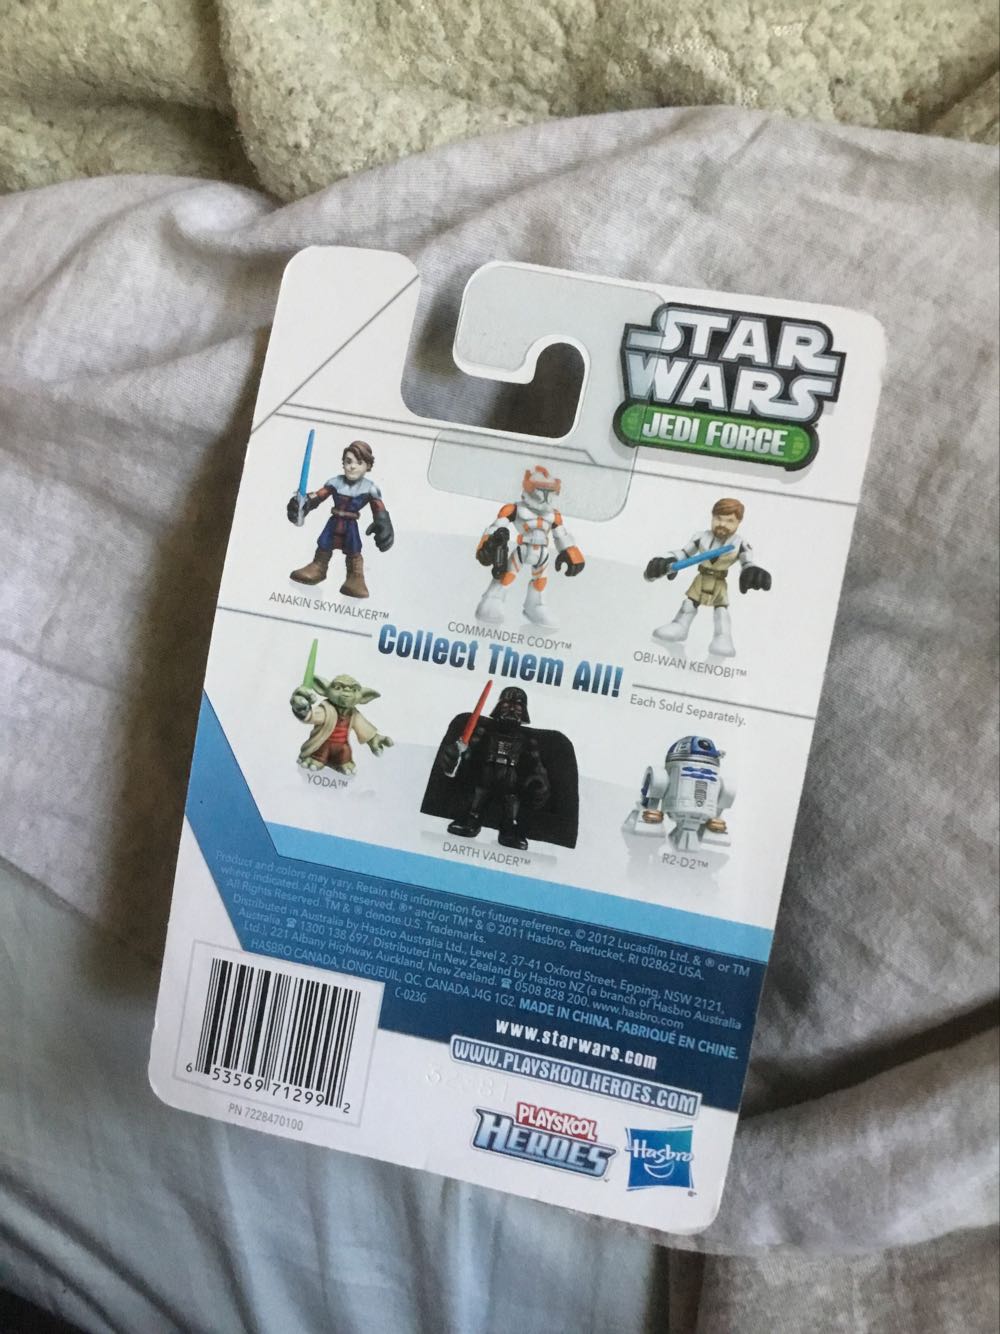 STAR
WARS
JEDI FORCE
ANAKIN SKYWALKER™
COMMANDER CODY™
OBI-WAN KENOBI™
Collect Them All!
Each Sold Separately.
YODA™
DARTH VADER™
R2-D2™
Product and colors may vary. Retain this information for future reference. © 2012 Lucasfilm Ltd. & ® or TM
where indicated. All rights reserved. ®* and/or TM* & © 2011 Hasbro, Pawtucket, RI 02862 USA.
All Rights Reserved. TM & ® denote U.S. Trademarks.
Distributed in Australia by Hasbro Australia Ltd., Level 2, 37-41 Oxford Street, Epping, NSW 2121,
Australia. ☎ 1300 138 697. Distributed in New Zealand by Hasbro NZ (a branch of Hasbro Australia
Ltd.), 221 Albany Highway, Auckland, New Zealand. ☎ 0508 828 200. www.hasbro.com
HASBRO CANADA, LONGUEUIL, QC, CANADA J4G 1G2. MADE IN CHINA. FABRIQUÉ EN CHINE.
C-023G
www.starwars.com
WWW.PLAYSKOOLHEROES.COM
6 53569 71299 2
PN 7228470100
PLAYSKOOL
HEROES
Hasbro